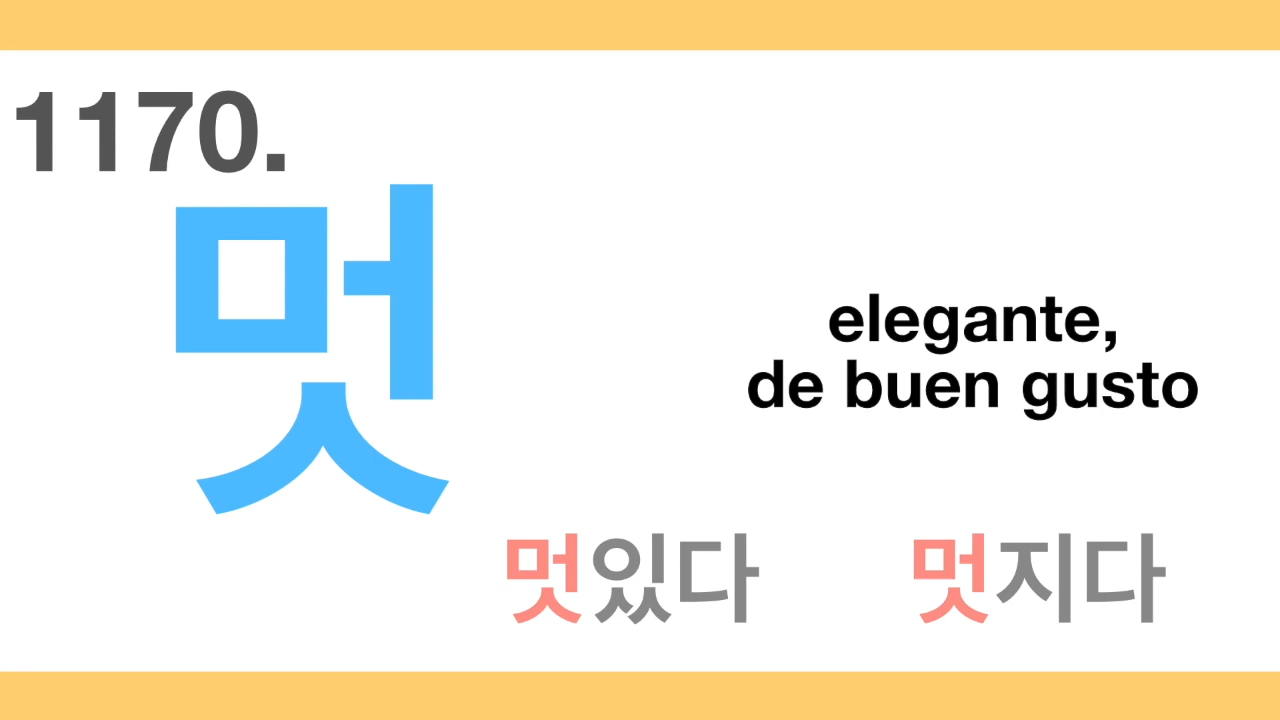 1170.
멋
elegante,
de buen gusto
멋있다 멋지다